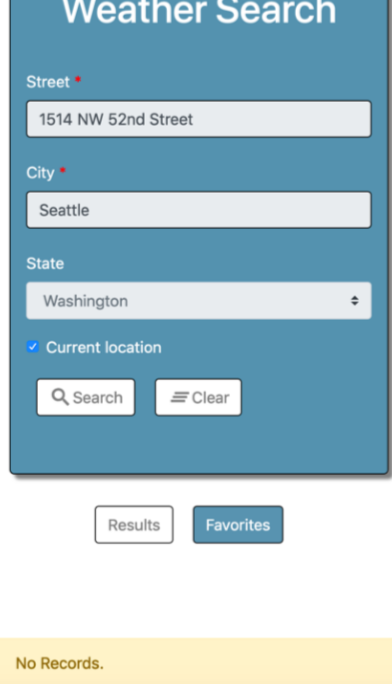 Weather Search
Street *
1514 NW 52nd Street
City *
Seattle
State
Washington
Current location
Search Clear
Results Favorites
No Records.